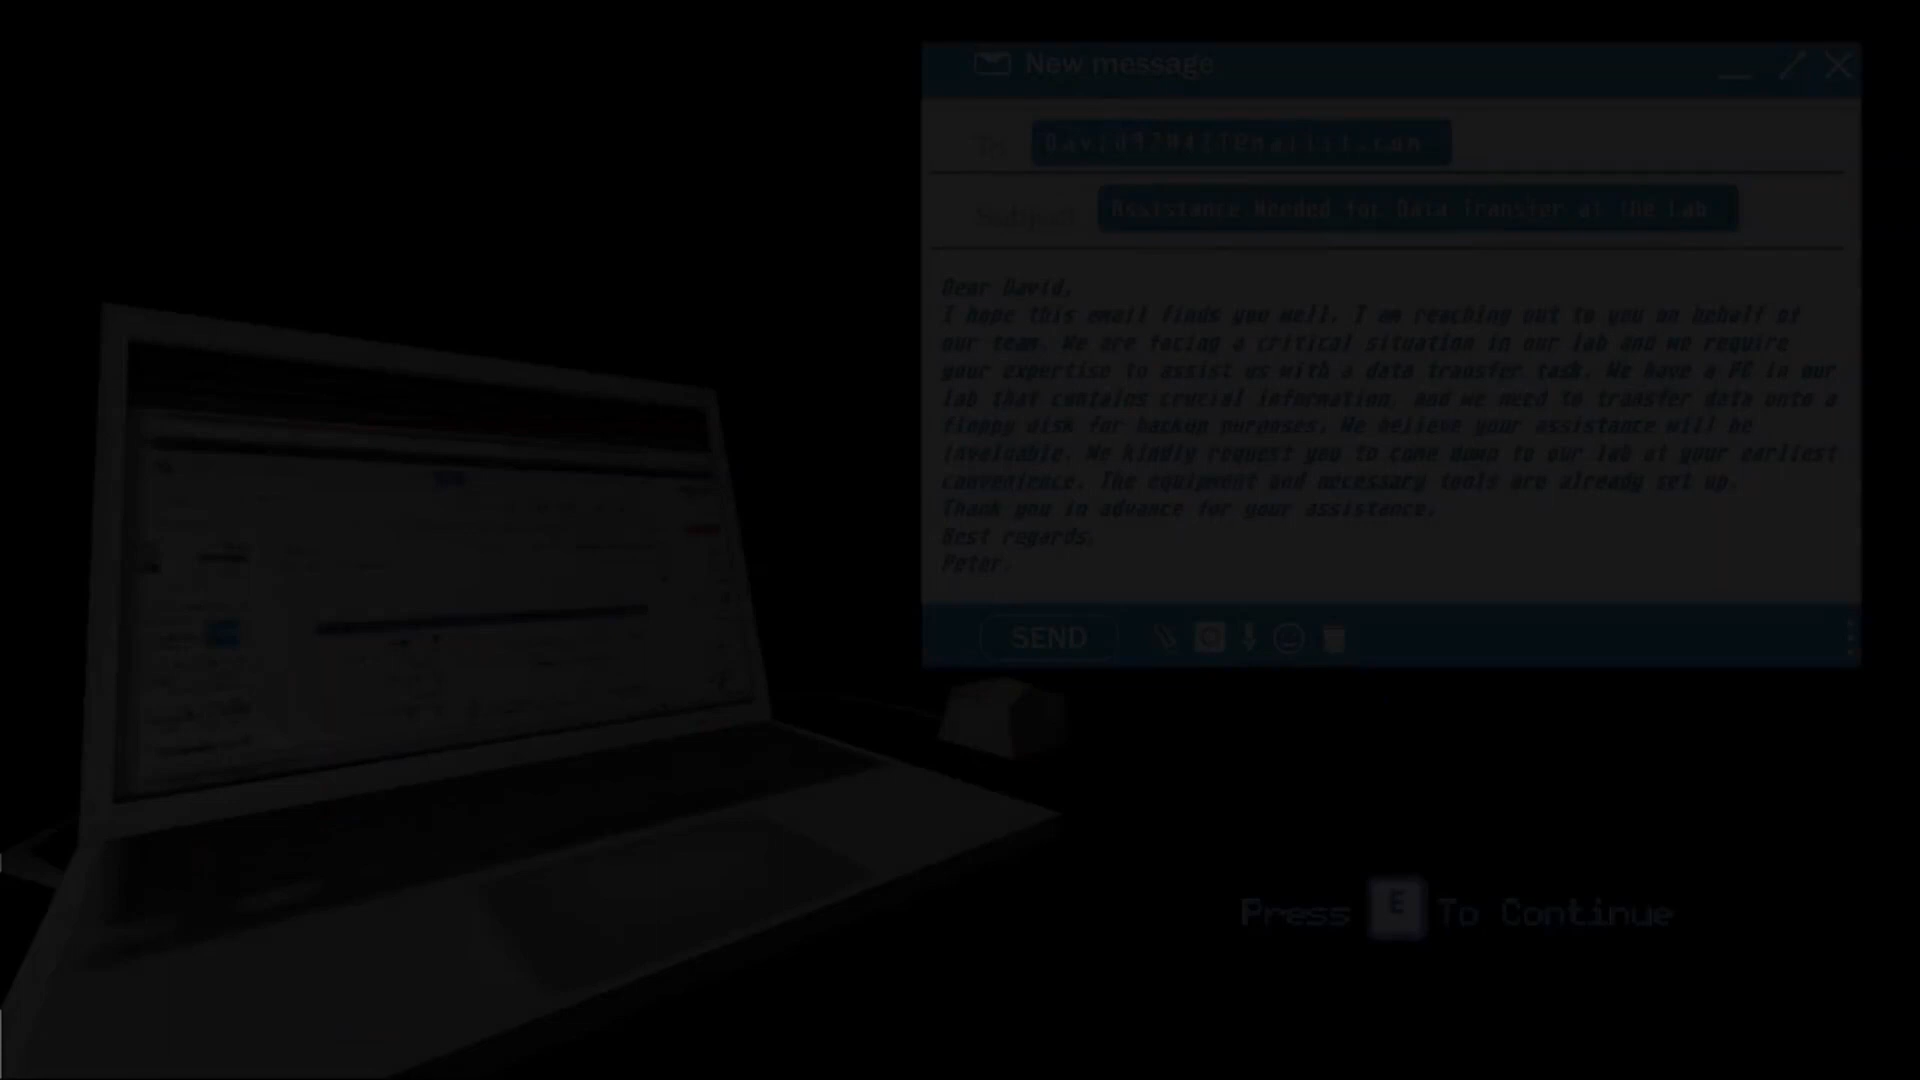 New message
To
Subject
Assistance Needed for Data Transfer at the Lab
Dear David,
I hope this email finds you well. I am reaching out to you on behalf of
our team. We are facing a critical situation in our lab and we require
your expertise to assist us with a data transfer task. We have a PC in our
lab that contains crucial information, and we need to transfer data onto a
floppy disk for backup purposes. We believe your assistance will be
invaluable. We kindly request you to come down to our lab at your earliest
convenience. The equipment and necessary tools are already set up.
Thank you in advance for your assistance.
Best regards,
Peter.
SEND
Press E To Continue